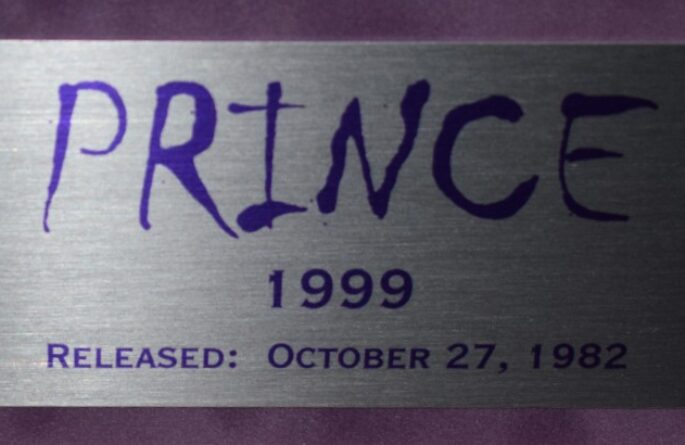 PRINCE
1999
RELEASED: OCTOBER 27, 1982